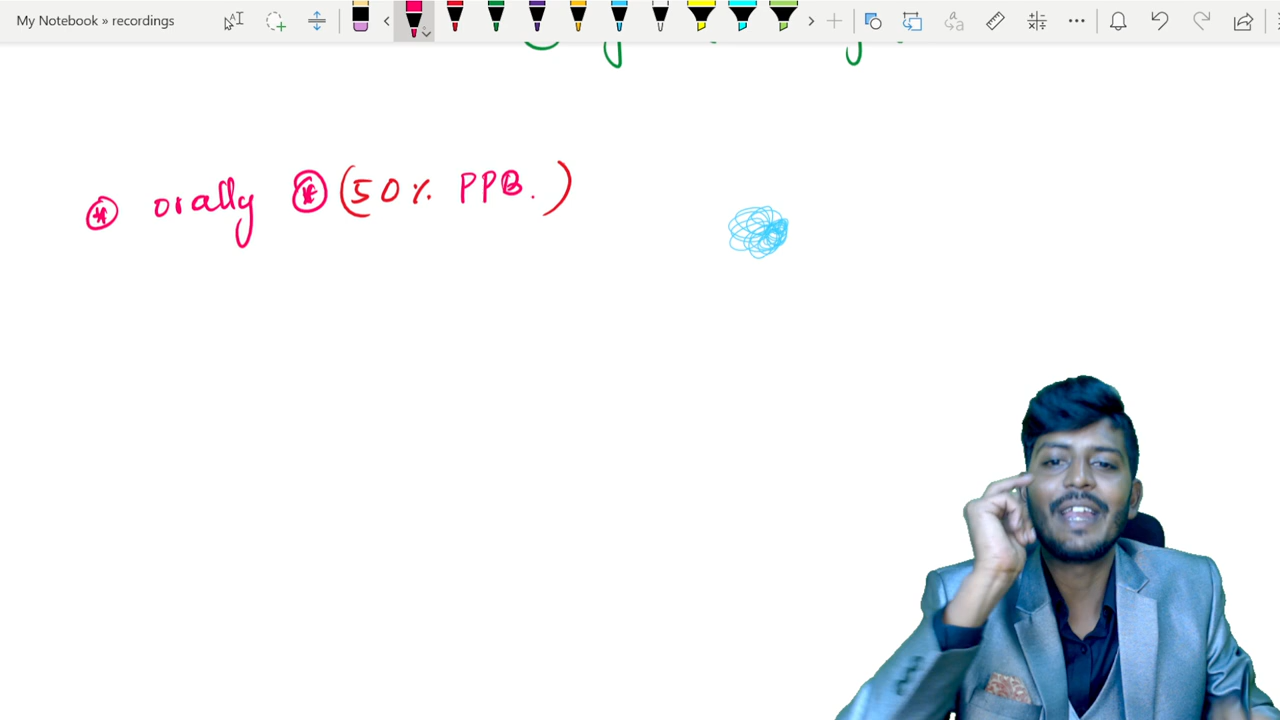 My Notebook » recordings
⊛ orally ⊛ (50% PPB.)